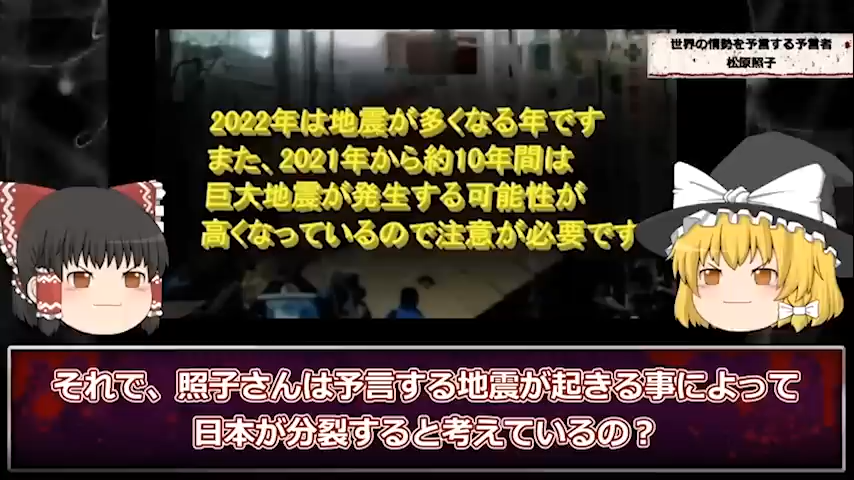 世界の情勢を予言する予言者
松原照子
2022年は地震が多くなる年です
また、2021年から約10年間は
巨大地震が発生する可能性が
高くなっているので注意が必要です
それで、照子さんは予言する地震が起きる事によって
日本が分裂すると考えているの？